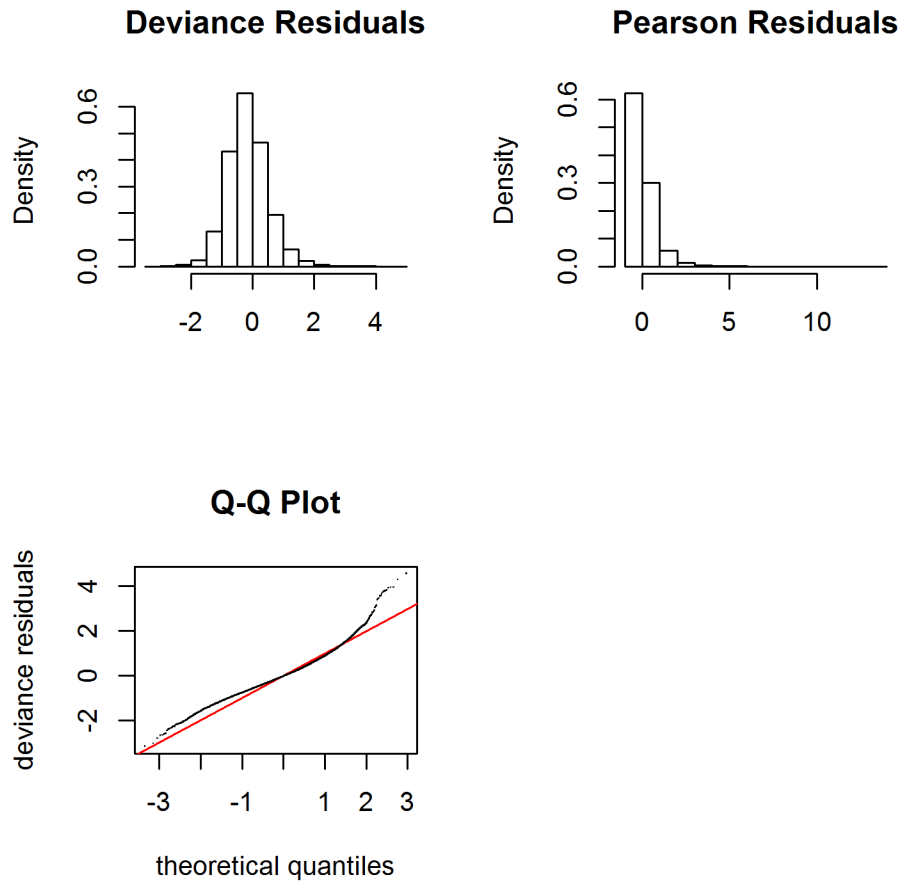 Deviance Residuals
Density
0.0 0.3 0.6
-2 0 2 4
Pearson Residuals
Density
0.0 0.3 0.6
0 5 10
Q-Q Plot
deviance residuals
-2 0 2 4
-3 -1 1 2 3
theoretical quantiles